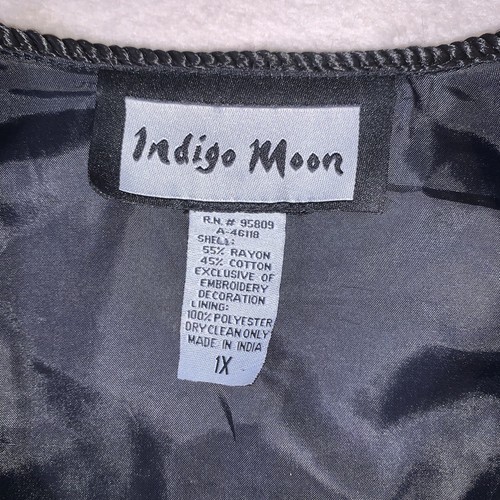 Indigo Moon
R.N. # 95809
A-46118
SHELL:
55% RAYON
45% COTTON
EXCLUSIVE OF
EMBROIDERY
DECORATION
LINING:
100% POLYESTER
DRY CLEAN ONLY
MADE IN INDIA
1X